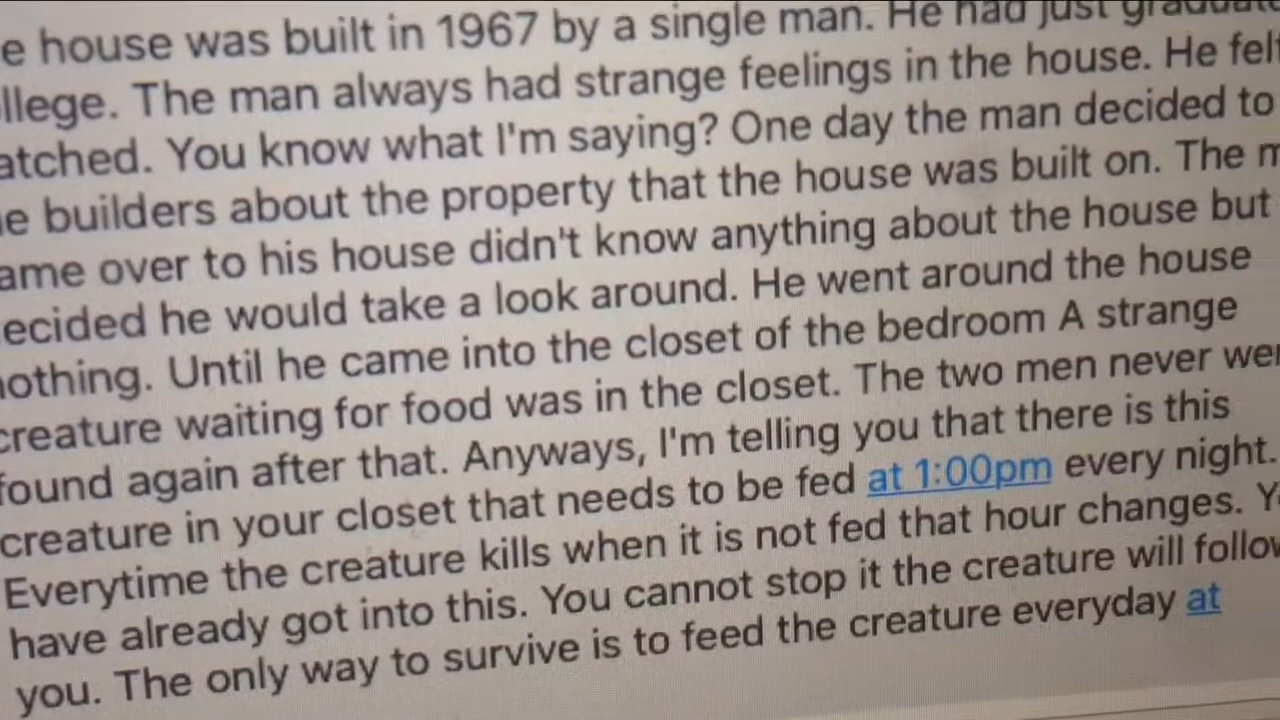 e house was built in 1967 by a single man. He had just graduate
llege. The man always had strange feelings in the house. He felt
atched. You know what I'm saying? One day the man decided to
e builders about the property that the house was built on. The m
ame over to his house didn't know anything about the house but
ecided he would take a look around. He went around the house
nothing. Until he came into the closet of the bedroom A strange
creature waiting for food was in the closet. The two men never wer
found again after that. Anyways, I'm telling you that there is this
creature in your closet that needs to be fed at 1:00pm every night.
Everytime the creature kills when it is not fed that hour changes. Y
have already got into this. You cannot stop it the creature will follow
you. The only way to survive is to feed the creature everyday at